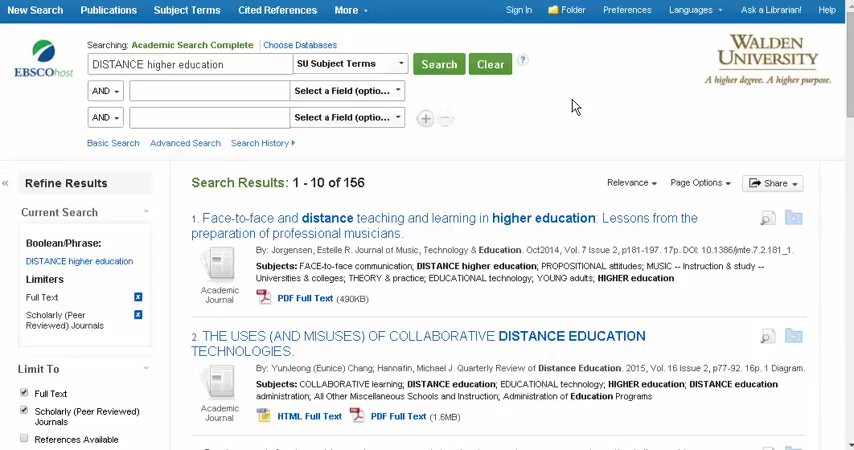 New Search Publications Subject Terms Cited References More Sign In Folder Preferences Languages Ask a Librarian! Help
Searching: Academic Search Complete Choose Databases
DISTANCE higher education SU Subject Terms Search Clear ?
EBSCOhost
WALDEN
UNIVERSITY
A higher degree. A higher purpose.
AND Select a Field (optio...
AND Select a Field (optio...
Basic Search Advanced Search Search History
« Refine Results
Search Results: 1 - 10 of 156 Relevance Page Options Share
Current Search
Boolean/Phrase:
DISTANCE higher education
Limiters
Full Text
Scholarly (Peer
Reviewed) Journals
Limit To
Full Text
Scholarly (Peer Reviewed)
Journals
References Available
1. Face-to-face and distance teaching and learning in higher education: Lessons from the
preparation of professional musicians.
By: Jorgensen, Estelle R. Journal of Music, Technology & Education. Oct2014, Vol. 7 Issue 2, p181-197. 17p. DOI: 10.1386/jmte.7.2.181_1.
Subjects: FACE-to-face communication; DISTANCE higher education; PROPOSITIONAL attitudes; MUSIC -- Instruction & study --
Universities & colleges; THEORY & practice; EDUCATIONAL technology; YOUNG adults; HIGHER education
Academic
Journal
PDF Full Text (490KB)
2. THE USES (AND MISUSES) OF COLLABORATIVE DISTANCE EDUCATION
TECHNOLOGIES.
By: YunJeong (Eunice) Chang; Hannafin, Michael J. Quarterly Review of Distance Education. 2015, Vol. 16 Issue 2, p77-92. 16p. 1 Diagram.
Subjects: COLLABORATIVE learning; DISTANCE education; EDUCATIONAL technology; HIGHER education; DISTANCE education
administration; All Other Miscellaneous Schools and Instruction; Administration of Education Programs
Academic
Journal
HTML Full Text PDF Full Text (1.6MB)